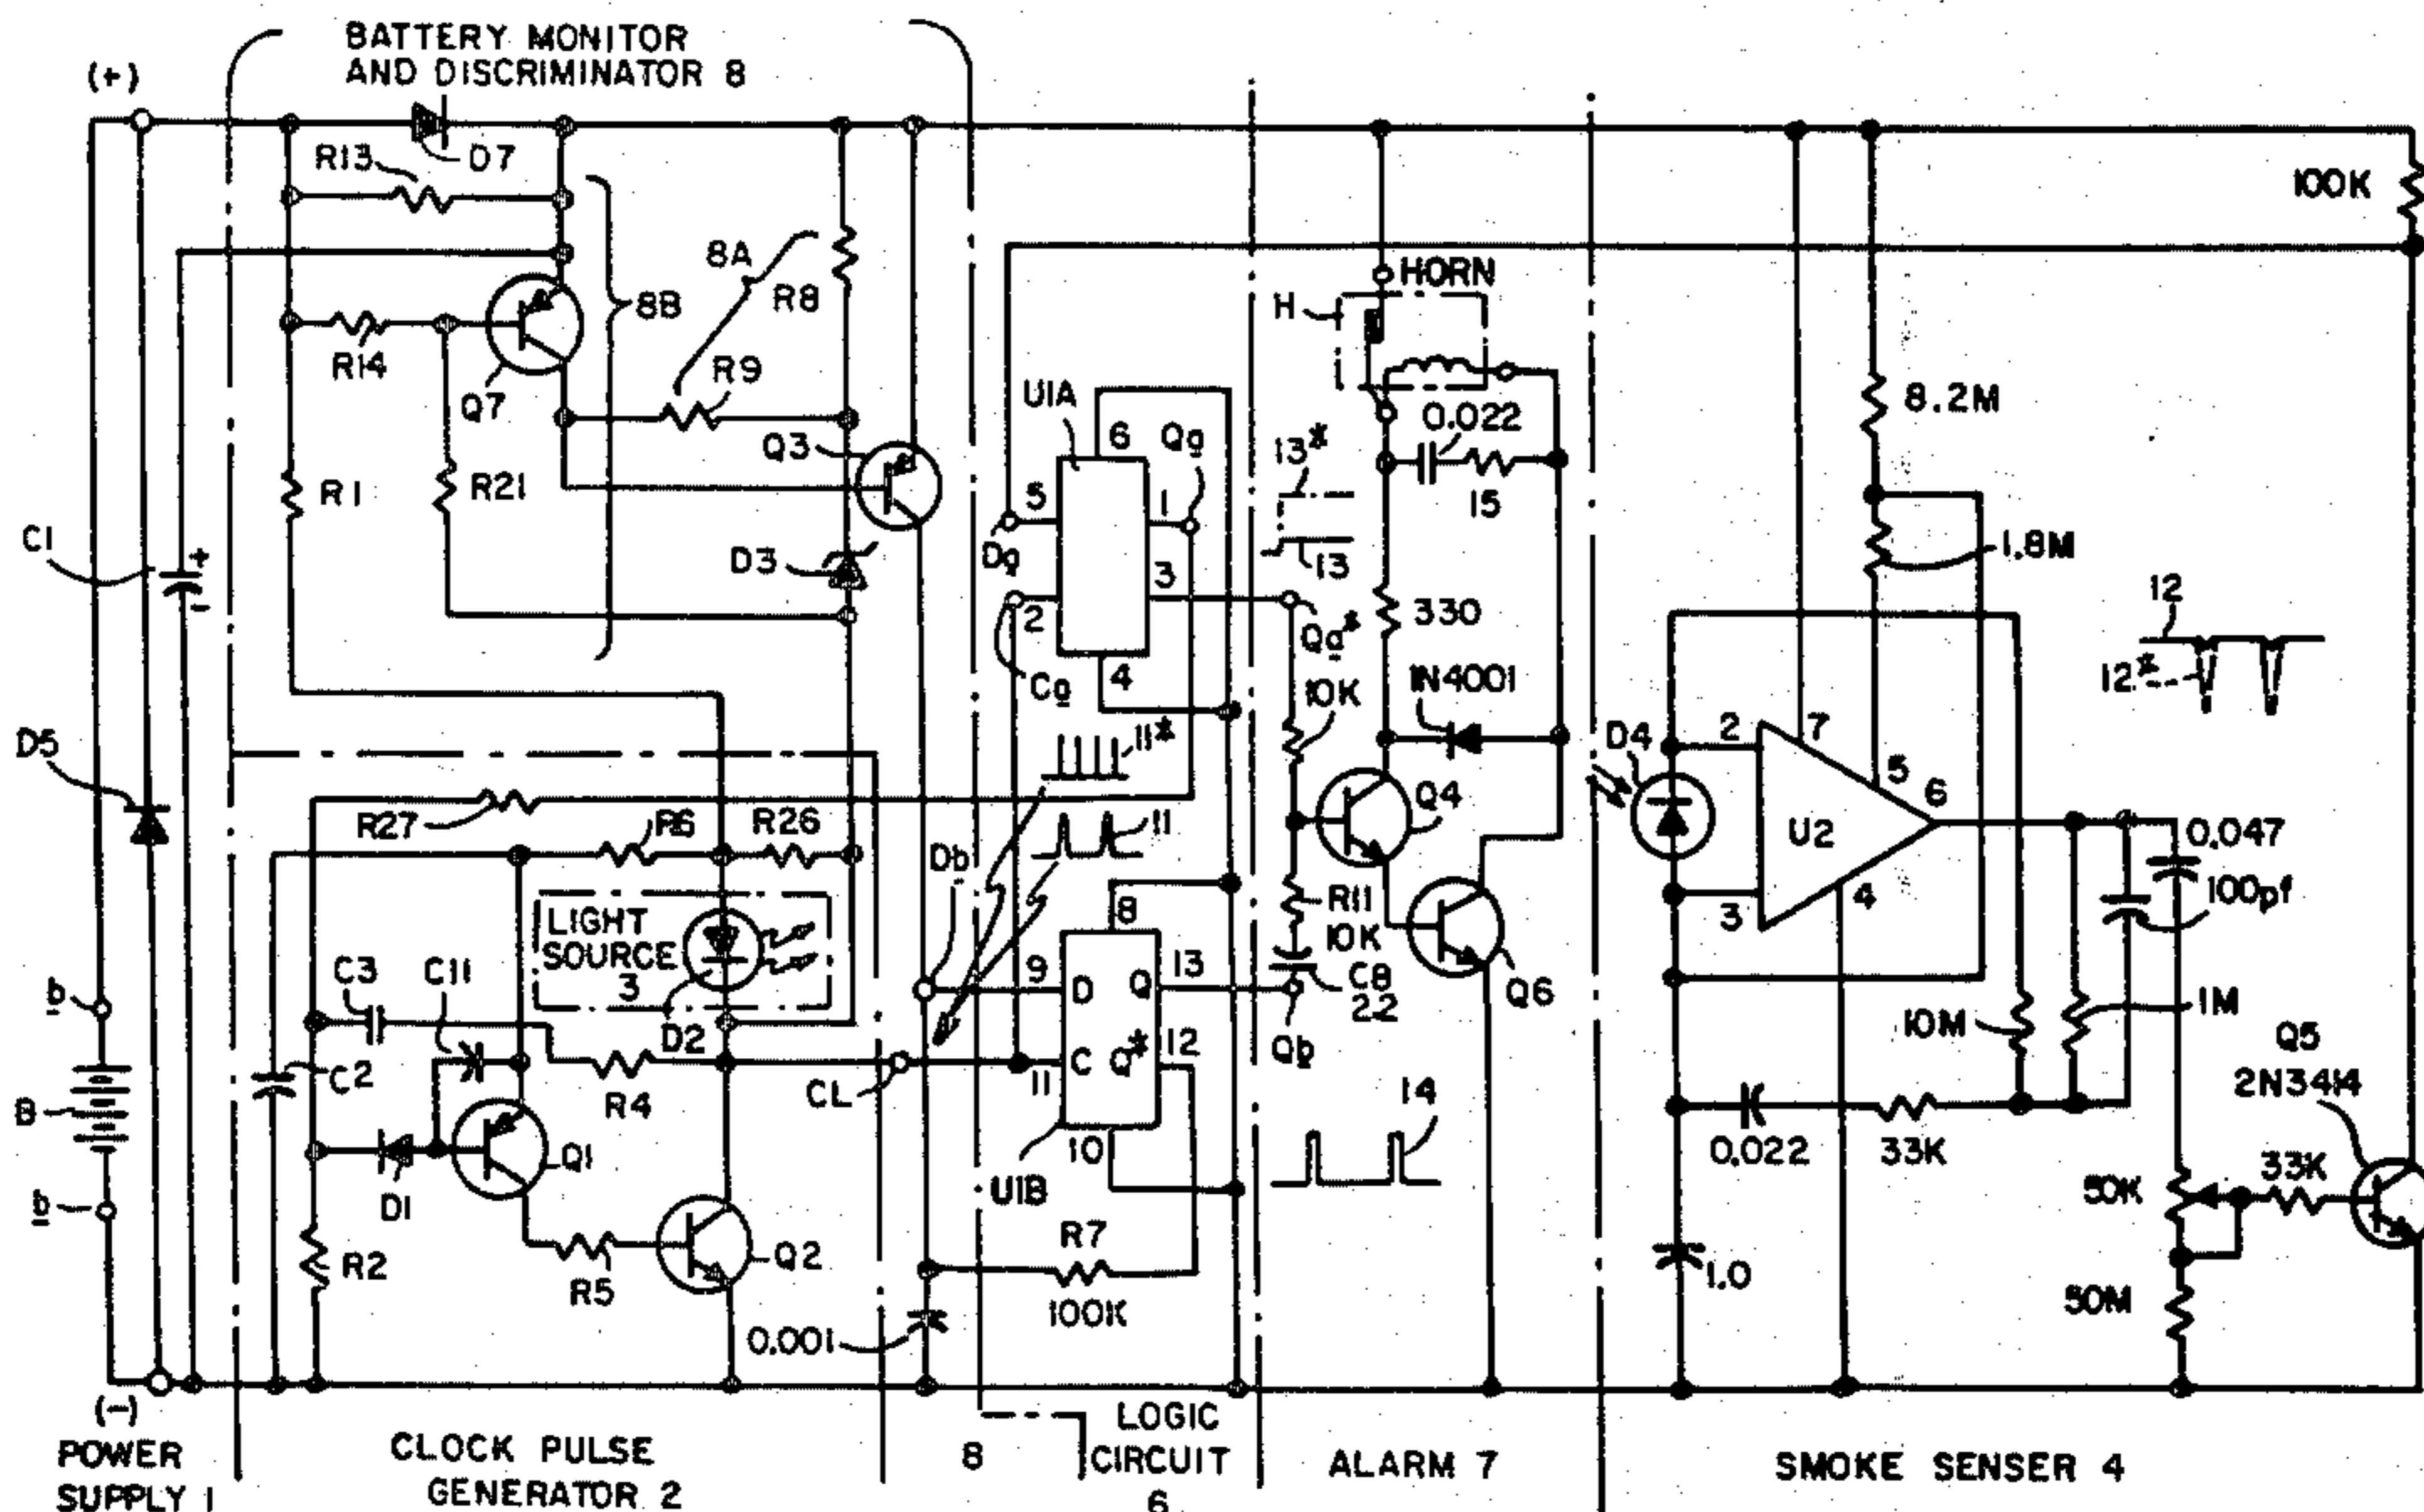 BATTERY MONITOR
AND DISCRIMINATOR 8
(+)
R13
D7
100K
8A
R8
8B
HORN
H
R14
R9
8.2M
Q7
U1A
6
Qg
0.022
Q3
13*
R1
R21
5
1
15
C1
+
-
Dg
13
1.8M
D3
3
12
2
330
Qg*
12*
Cg
4
10K
1N4001
D5
11*
D4
2
7
5
R27
R6
R26
11
Q4
6
U2
0.047
Db
LIGHT
SOURCE
3
8
R11
10K
3
4
100pf
C3
C11
9
D
Q
13
C8
2.2
b
D2
Q6
10M
1M
C2
C
Q*
12
Qb
Q5
2N3414
B
R4
CL
11
14
0.022
33K
b
D1
Q1
10
U1B
50K
33K
R2
R5
Q2
R7
100K
1.0
50M
0.001
(-)
POWER
SUPPLY 1
CLOCK PULSE
GENERATOR 2
8
LOGIC
CIRCUIT
6
ALARM 7
SMOKE SENSER 4